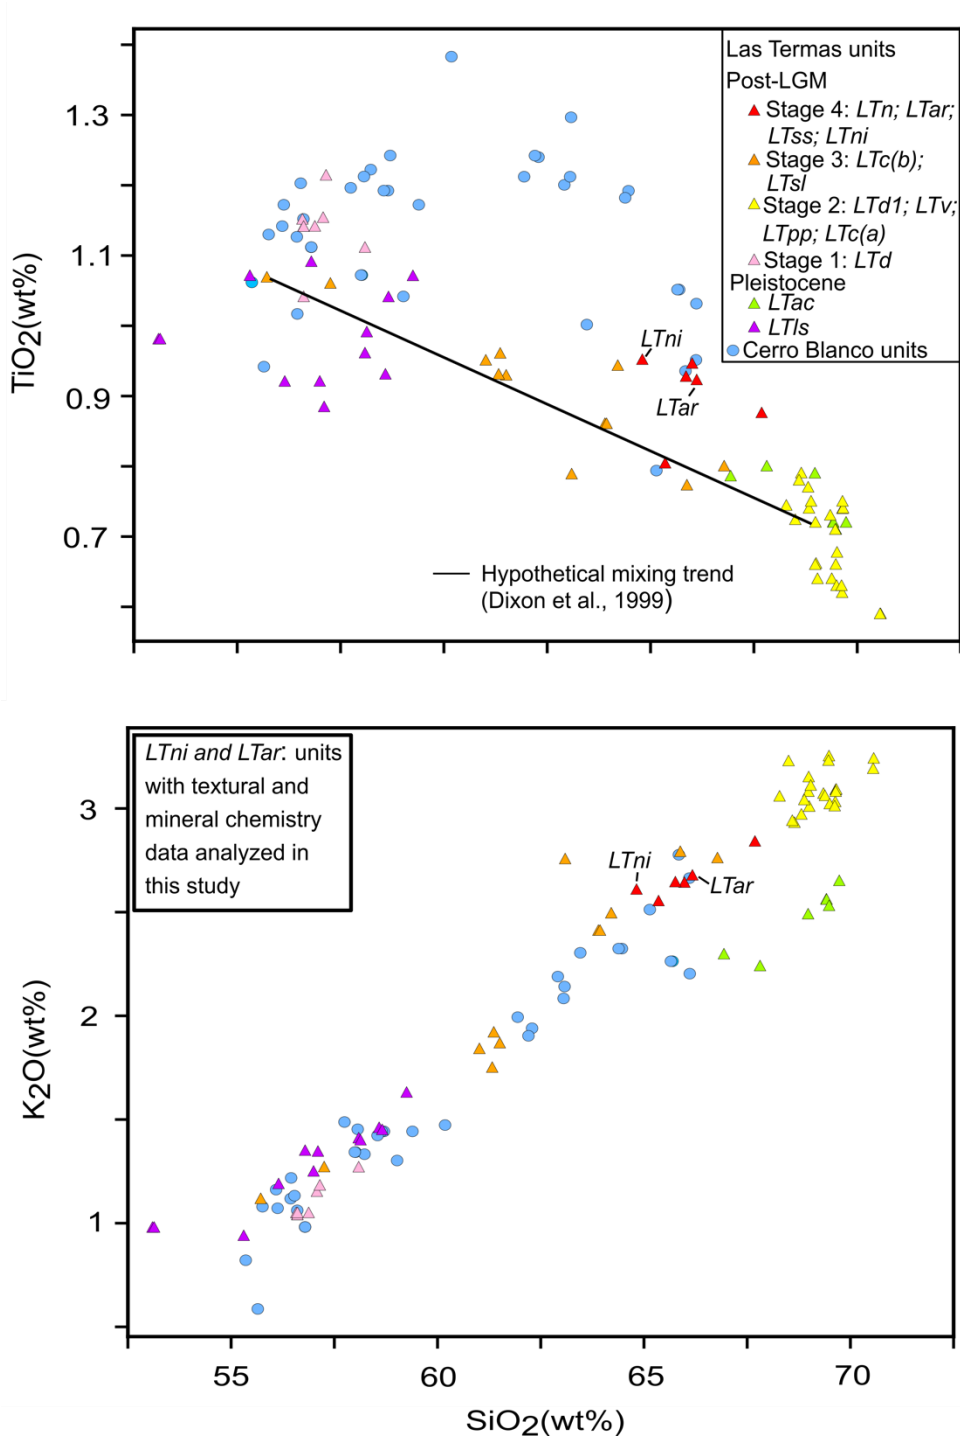 1.3
1.1
0.9
0.7
TiO2(wt%)
Las Termas units
Post-LGM
Stage 4: LTn; LTar;
LTss; LTni
Stage 3: LTc(b);
LTsl
Stage 2: LTd1; LTv;
LTpp; LTc(a)
Stage 1: LTd
Pleistocene
LTac
LTls
Cerro Blanco units
LTni
LTar
Hypothetical mixing trend
(Dixon et al., 1999)
LTni and LTar: units
with textural and
mineral chemistry
data analyzed in
this study
3
2
1
K2O(wt%)
LTni
LTar
55 60 65 70
SiO2(wt%)